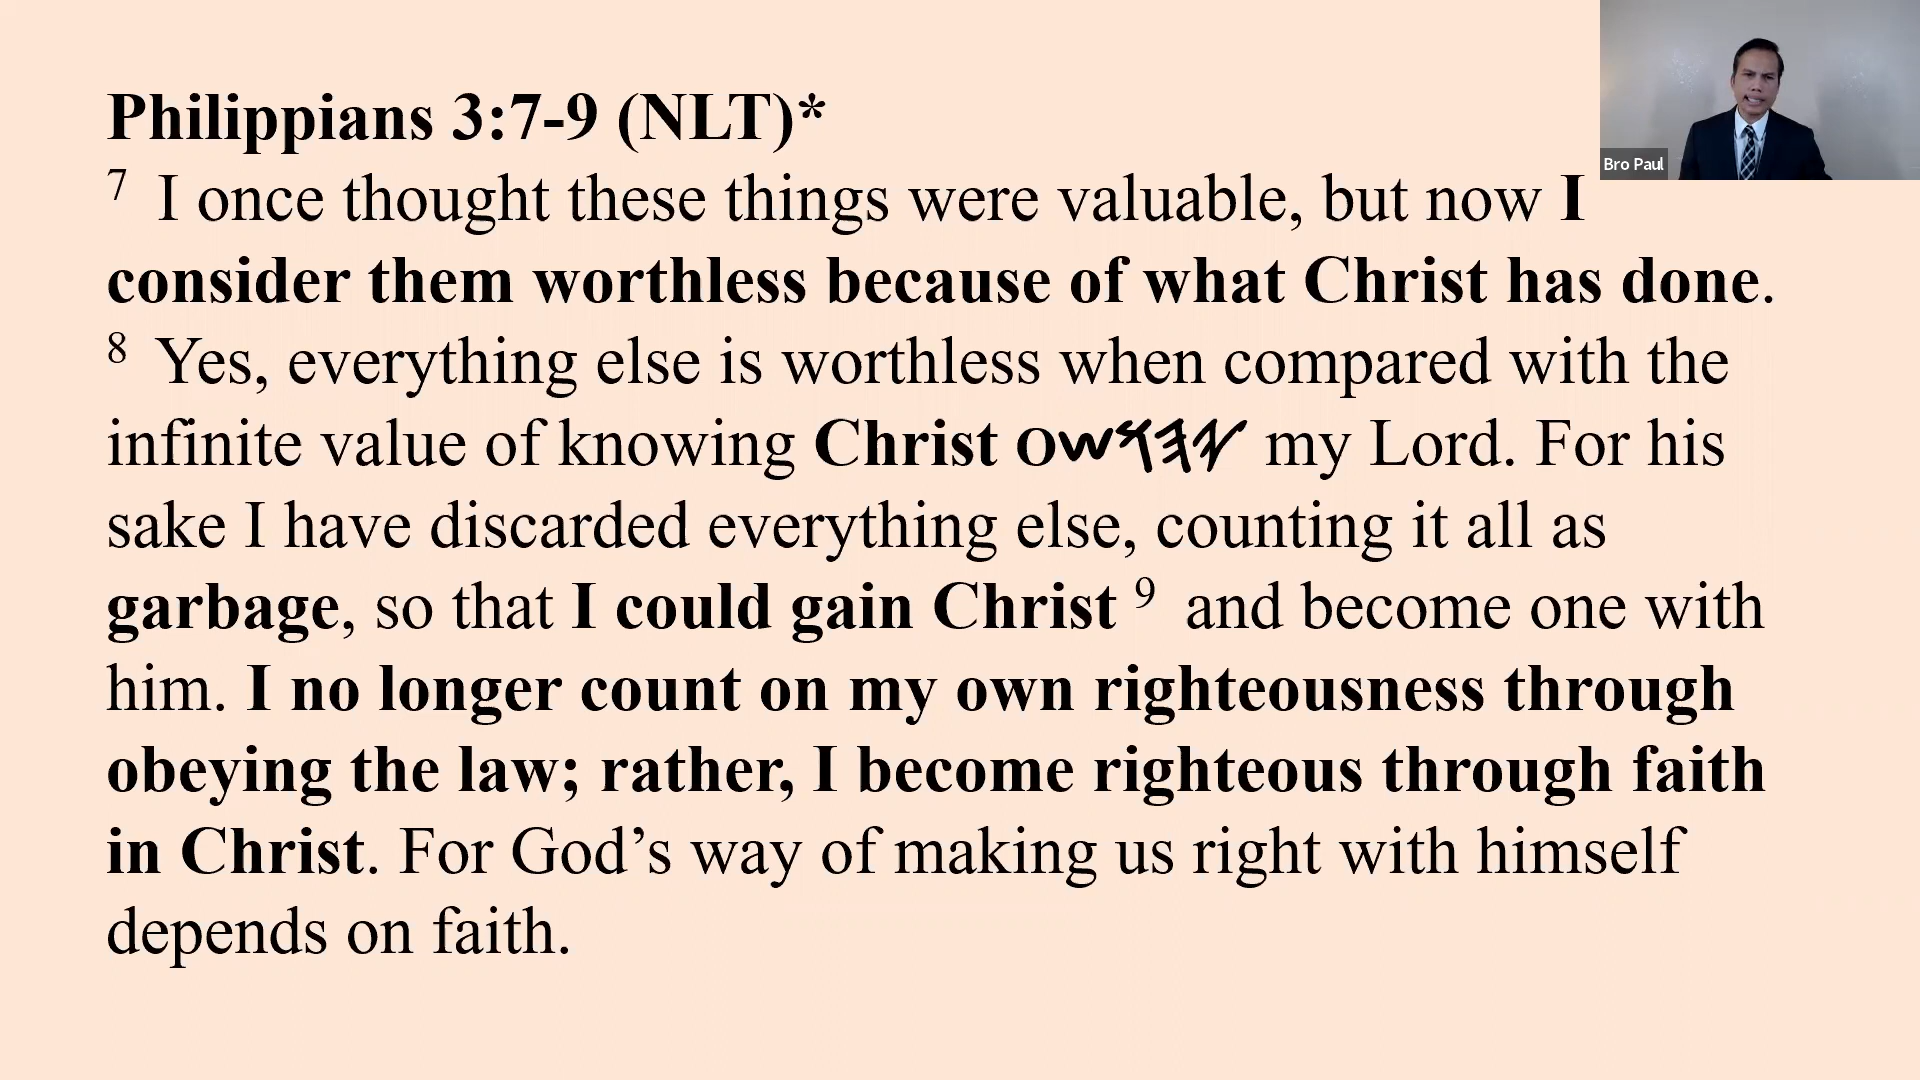 Philippians 3:7-9 (NLT)*
Bro Paul
7 I once thought these things were valuable, but now I
consider them worthless because of what Christ has done.
8 Yes, everything else is worthless when compared with the
infinite value of knowing Christ 𐤉𐤄𐤅𐤔𐤏 my Lord. For his
sake I have discarded everything else, counting it all as
garbage, so that I could gain Christ 9 and become one with
him. I no longer count on my own righteousness through
obeying the law; rather, I become righteous through faith
in Christ. For God’s way of making us right with himself
depends on faith.